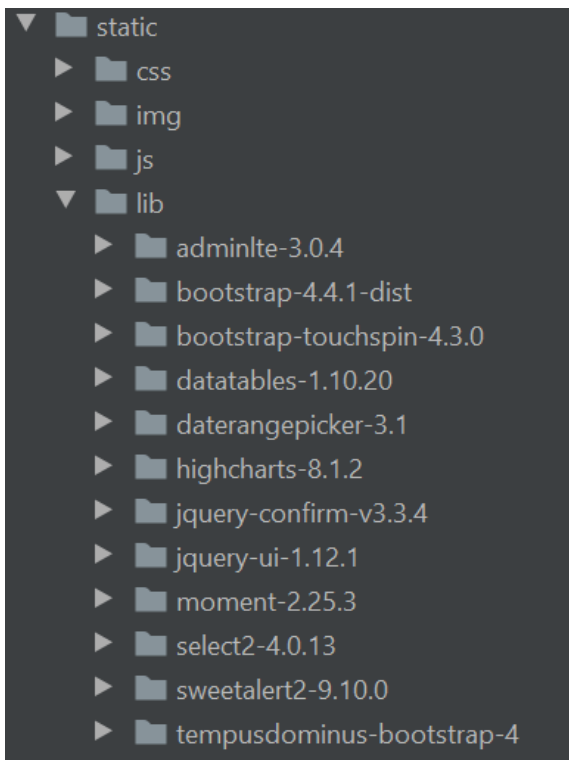 static
css
img
js
lib
adminlte-3.0.4
bootstrap-4.4.1-dist
bootstrap-touchspin-4.3.0
datatables-1.10.20
daterangepicker-3.1
highcharts-8.1.2
jquery-confirm-v3.3.4
jquery-ui-1.12.1
moment-2.25.3
select2-4.0.13
sweetalert2-9.10.0
tempusdominus-bootstrap-4